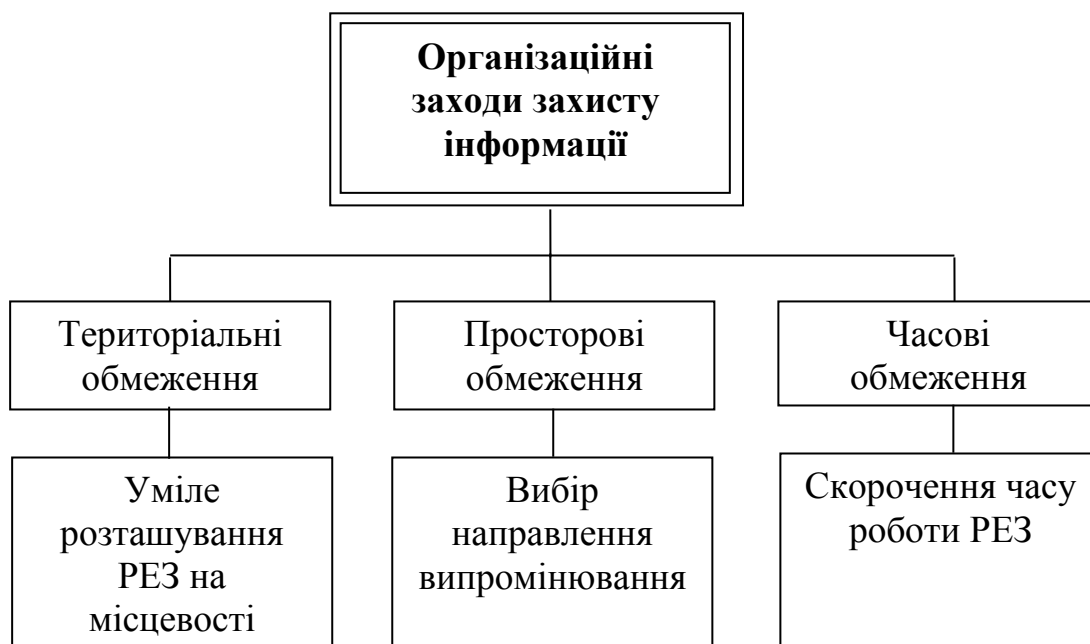 Організаційні
заходи захисту
інформації
Територіальні
обмеження
Просторові
обмеження
Часові
обмеження
Уміле
розташування
РЕЗ на
місцевості
Вибір
направлення
випромінювання
Скорочення часу
роботи РЕЗ